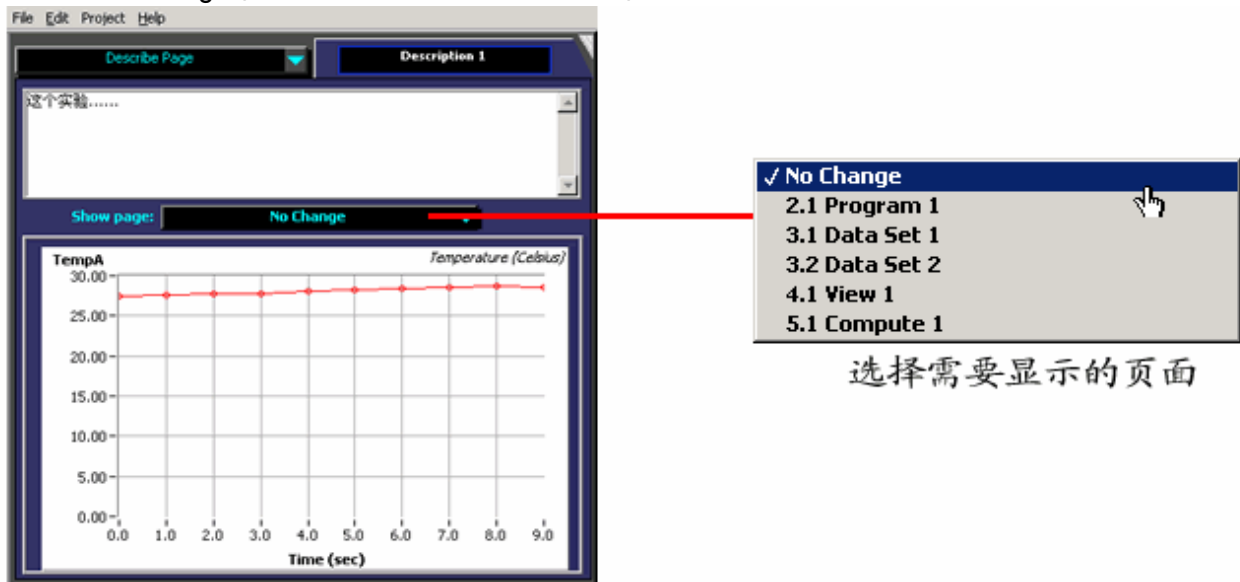 File Edit Project Help
Describe Page
Description 1
这个实验......
Show page:
No Change
TempA
Temperature (Celsius)
30.00
25.00
20.00
15.00
10.00
5.00
0.00
0.0 1.0 2.0 3.0 4.0 5.0 6.0 7.0 8.0 9.0
Time (sec)
✓ No Change
2.1 Program 1
3.1 Data Set 1
3.2 Data Set 2
4.1 View 1
5.1 Compute 1
选择需要显示的页面